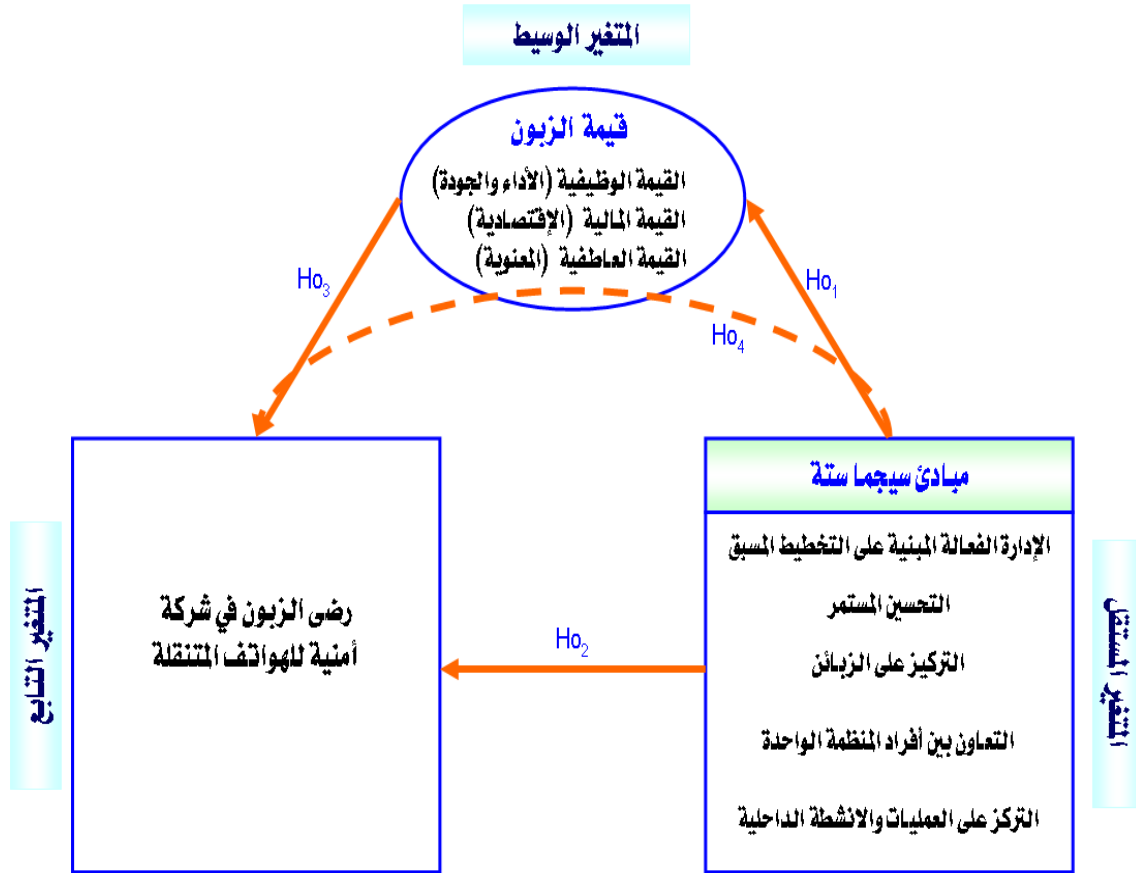 المتغير الوسيط
قيمة الزبون
القيمة الوظيفية (الأداء والجودة)
القيمة المالية (الإقتصادية)
القيمة العاطفية (المعنوية)
Ho3
Ho1
Ho4
مبادئ سيجما ستة
الإدارة الفعالة المبنية على التخطيط المسبق
التحسين المستمر
التركيز على الزبائن
التعاون بين أفراد المنظمة الواحدة
التركز على العمليات والانشطة الداخلية
المتغير المستقل
Ho2
رضى الزبون في شركة
أمنية للهواتف المتنقلة
المتغير التابع